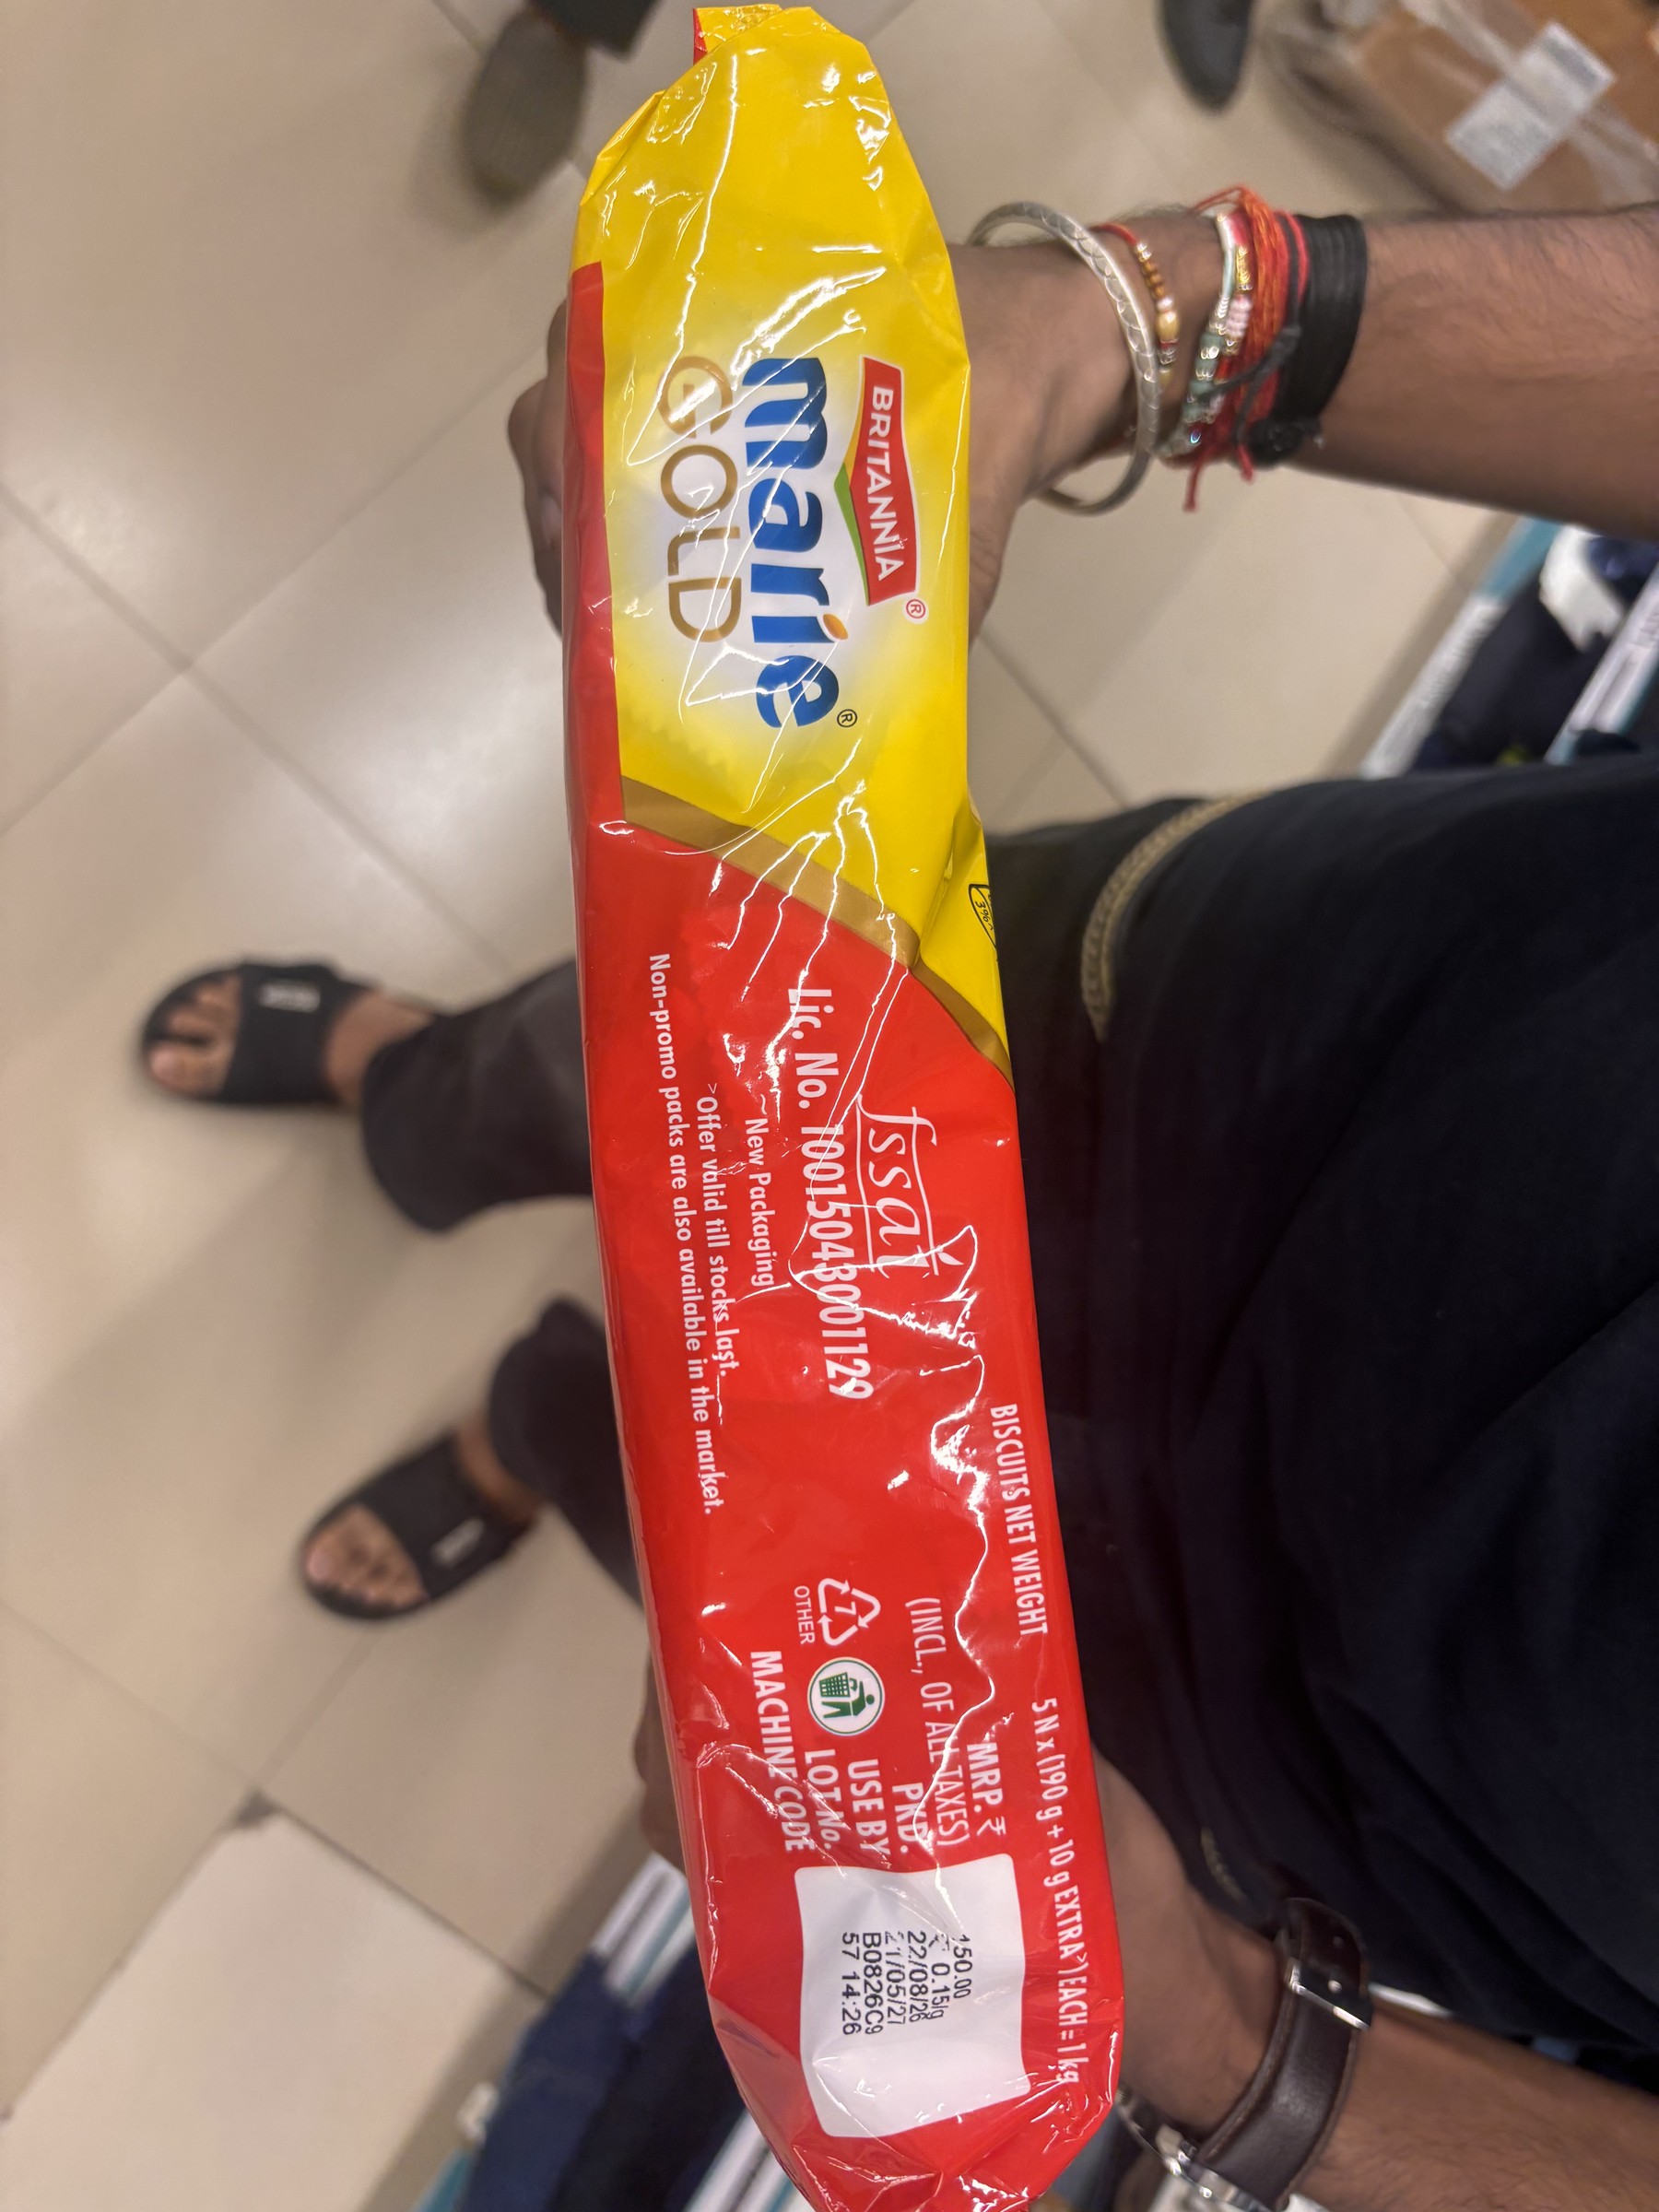 BRITANNIA®
marie®
GOLD
3%
fssai
Lic. No. 10015043001129
New Packaging
>Offer valid till stocks last.
Non-promo packs are also available in the market.
BISCUITS NET WEIGHT 5 N x (190 g + 10 g EXTRA>) EACH = 1 kg
MRP. ₹ 150.00
(INCL., OF ALL TAXES) ₹ 0.15/g
PKD. 22/08/26
USE BY 21/05/27
LOT No. B0826C9
MACHINE CODE 57 14:26
7
OTHER